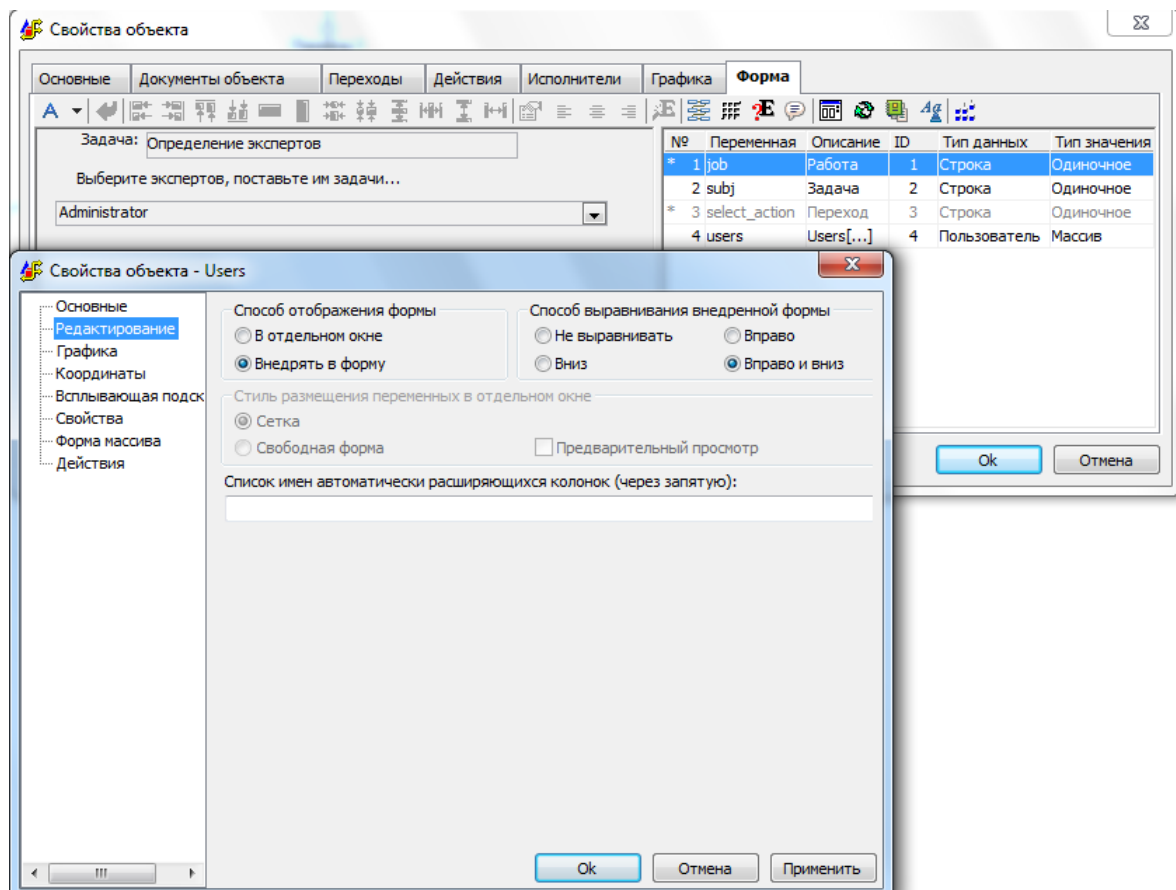 Свойства объекта
Основные Документы объекта Переходы Действия Исполнители Графика Форма
Задача: Определение экспертов
Выберите экспертов, поставьте им задачи...
Administrator
№ Переменная Описание ID Тип данных Тип значения
* 1 job Работа 1 Строка Одиночное
2 subj Задача 2 Строка Одиночное
* 3 select_action Переход 3 Строка Одиночное
4 users Users[...] 4 Пользователь Массив
Ok Отмена
Свойства объекта - Users
Основные
Редактирование
Графика
Координаты
Всплывающая подск
Свойства
Форма массива
Действия
Способ отображения формы
В отдельном окне
Внедрять в форму
Способ выравнивания внедренной формы
Не выравнивать Вправо
Вниз Вправо и вниз
Стиль размещения переменных в отдельном окне
Сетка
Свободная форма Предварительный просмотр
Список имен автоматически расширяющихся колонок (через запятую):
Ok Отмена Применить